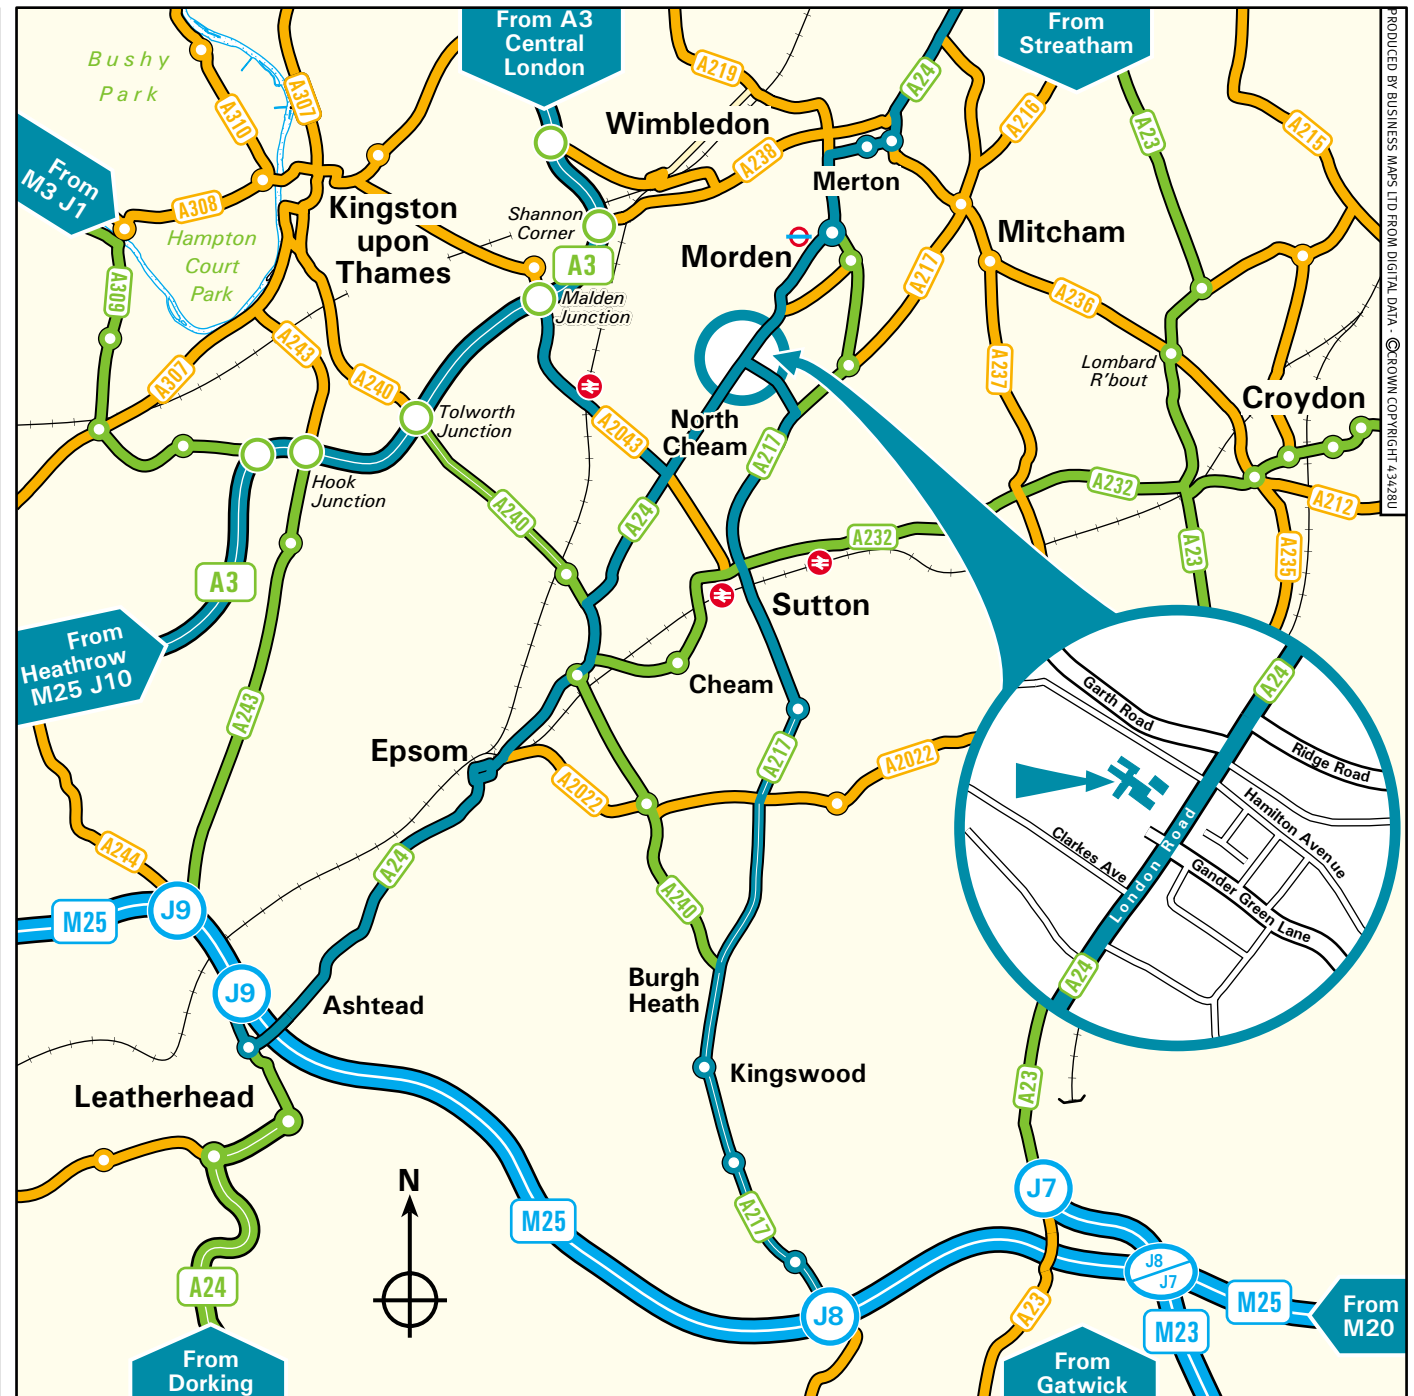 From A3
Central
London
From
Streatham
Bushy
Park
A307
A310
A219
A24
A216
A23
A215
Wimbledon
A238
Merton
From
M3 J1
A308
Kingston
upon
Thames
Shannon
Corner
Hampton
Court
Park
A3
Morden
Mitcham
A217
A309
Malden
Junction
A236
A243
A307
A240
Lombard
R'bout
A237
Croydon
Tolworth
Junction
North
Cheam
A2043
A217
Hook
Junction
A240
A24
A232
A212
A232
A23
A235
A3
Sutton
From
Heathrow
M25 J10
Cheam
A243
Epsom
A217
A2022
A2022
A24
Garth Road
Ridge Road
Hamilton Avenue
Clarkes Ave
London Road
Gander Green Lane
A24
A244
A24
A240
M25
J9
J9
Ashtead
Burgh
Heath
Kingswood
Leatherhead
A23
N
J7
M25
A217
J8
J7
A24
A23
M25
J8
M23
From
M20
From
Dorking
From
Gatwick
PRODUCED BY BUSINESS MAPS LTD FROM DIGITAL DATA - ©CROWN COPYRIGHT 43428U